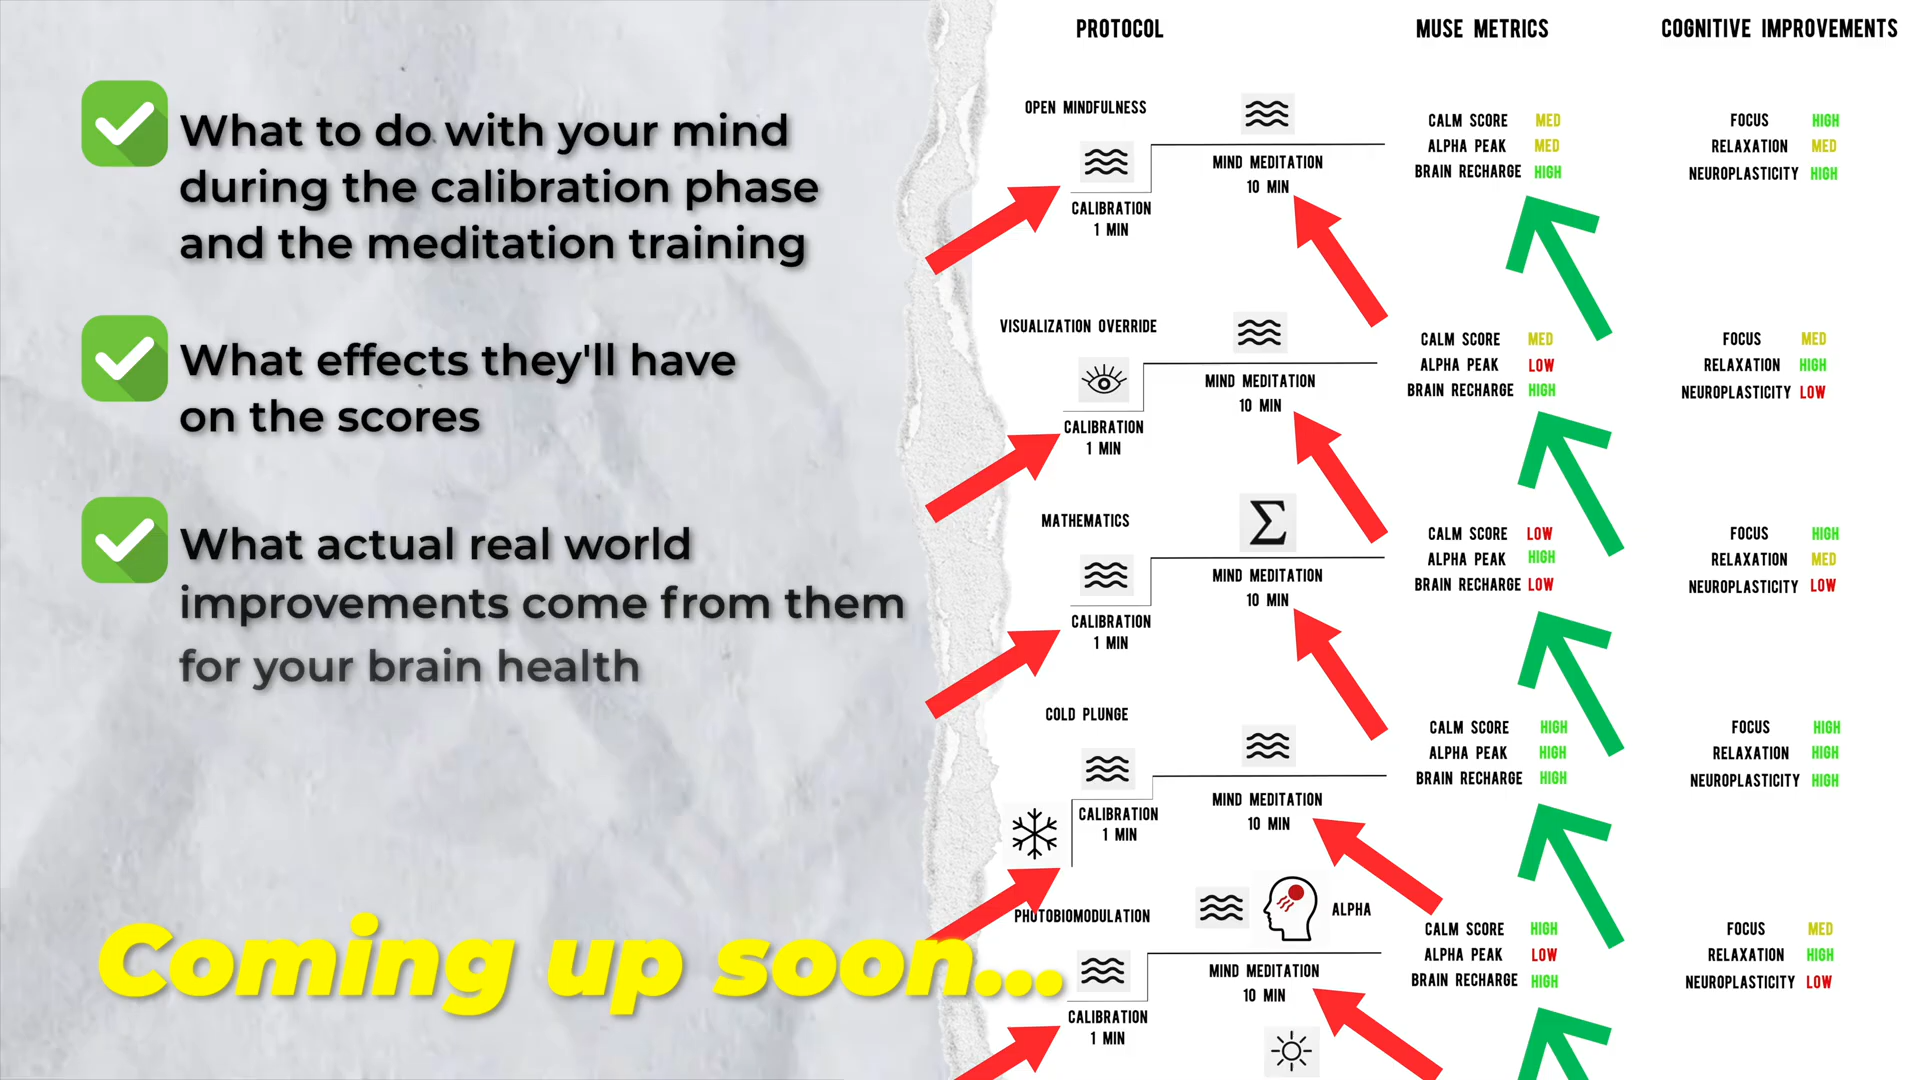 What to do with your mind
during the calibration phase
and the meditation training
What effects they'll have
on the scores
What actual real world
improvements come from them
for your brain health
Coming up soon...
PROTOCOL
MUSE METRICS
COGNITIVE IMPROVEMENTS
OPEN MINDFULNESS
CALIBRATION
1 MIN
MIND MEDITATION
10 MIN
CALM SCORE MED
ALPHA PEAK MED
BRAIN RECHARGE HIGH
FOCUS HIGH
RELAXATION MED
NEUROPLASTICITY HIGH
VISUALIZATION OVERRIDE
CALIBRATION
1 MIN
MIND MEDITATION
10 MIN
CALM SCORE MED
ALPHA PEAK LOW
BRAIN RECHARGE HIGH
FOCUS MED
RELAXATION HIGH
NEUROPLASTICITY LOW
MATHEMATICS
CALIBRATION
1 MIN
Σ
MIND MEDITATION
10 MIN
CALM SCORE LOW
ALPHA PEAK HIGH
BRAIN RECHARGE LOW
FOCUS HIGH
RELAXATION MED
NEUROPLASTICITY LOW
COLD PLUNGE
CALIBRATION
1 MIN
MIND MEDITATION
10 MIN
CALM SCORE HIGH
ALPHA PEAK HIGH
BRAIN RECHARGE HIGH
FOCUS HIGH
RELAXATION HIGH
NEUROPLASTICITY HIGH
PHOTOBIOMODULATION
CALIBRATION
1 MIN
ALPHA
MIND MEDITATION
10 MIN
CALM SCORE HIGH
ALPHA PEAK LOW
BRAIN RECHARGE HIGH
FOCUS MED
RELAXATION HIGH
NEUROPLASTICITY LOW